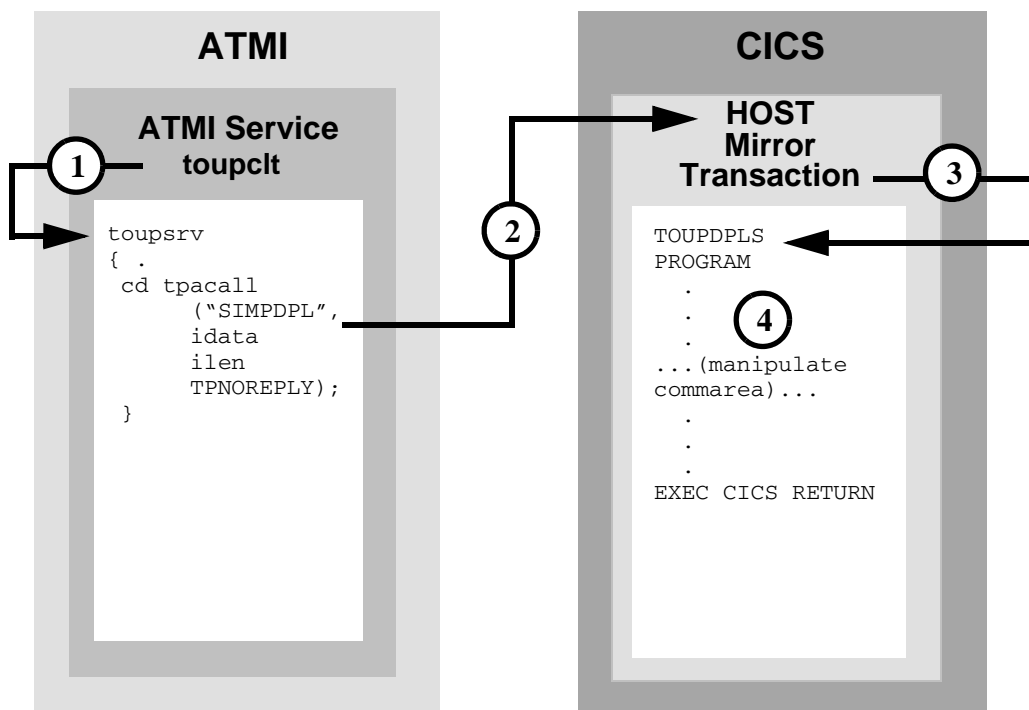 ATMI
ATMI Service
toupclt
1
toupsrv
{ .
cd tpacall
(“SIMPDPL”,
idata
ilen
TPNOREPLY);
}
2
CICS
HOST
Mirror
Transaction
3
TOUPDPLS
PROGRAM
.
.
.
4
...(manipulate
commarea)...
.
.
.
EXEC CICS RETURN